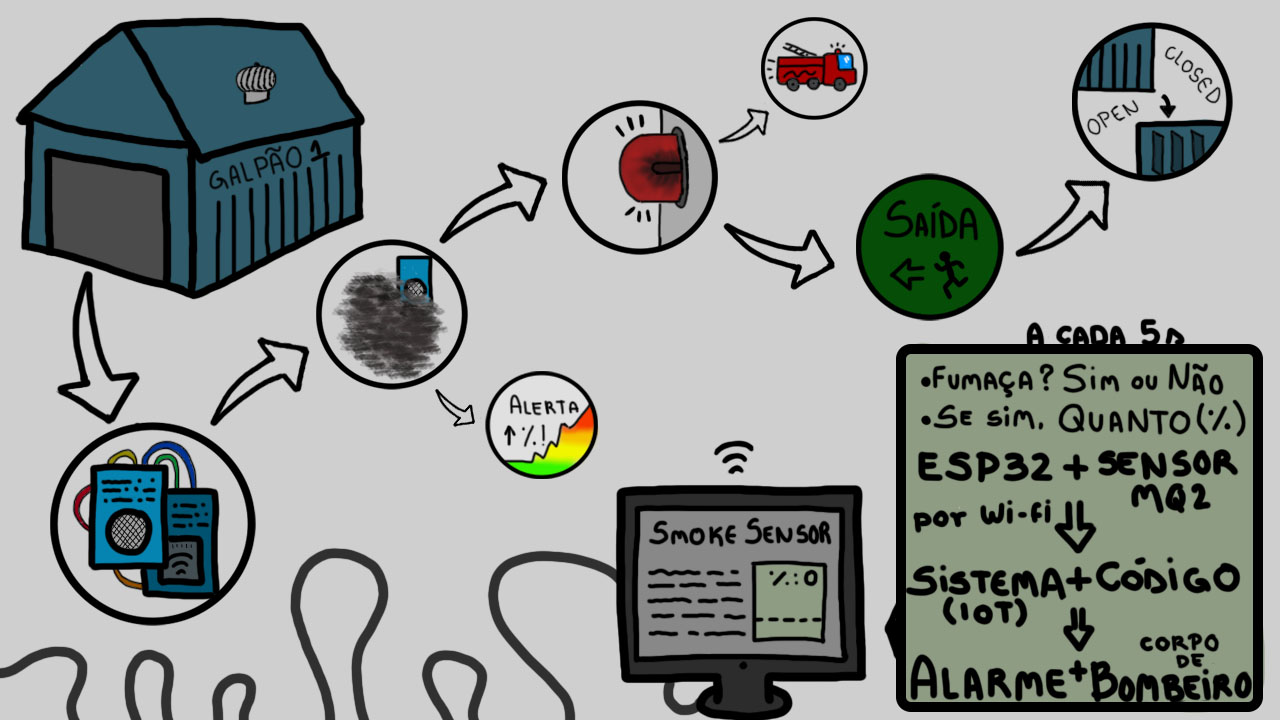 GALPÃO 1
ALERTA
↑%!
SAÍDA
OPEN
CLOSED
SMOKE SENSOR
%: 0
A CADA 5
• FUMAÇA? SIM OU NÃO
• SE SIM. QUANTO (%)
ESP32 + SENSOR
MQ2
por Wi-fi
SISTEMA + CÓDIGO
(IOT)
CORPO
DE
ALARME + BOMBEIRO